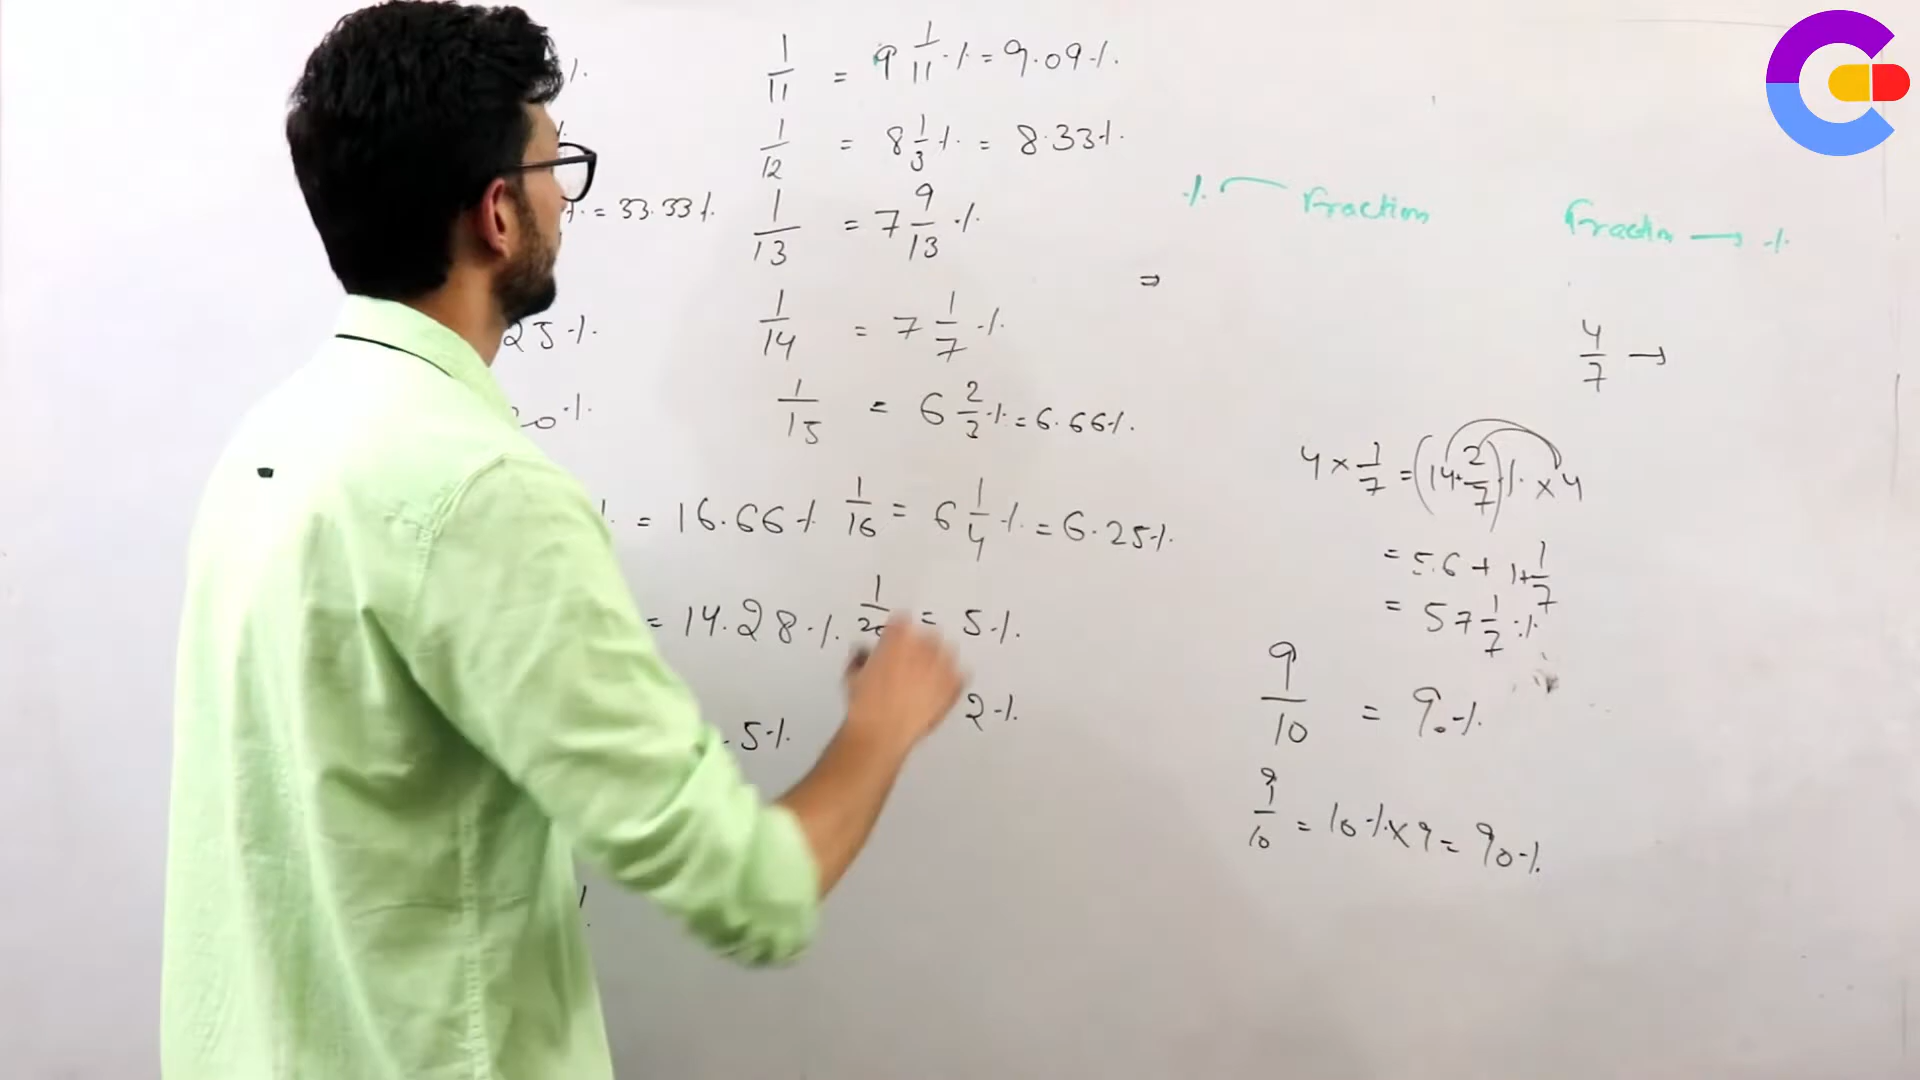 %
%
% = 33.33%
25%
20%
% = 16.66%
= 14.28%
.5%
1/11 = 9 1/11 % = 9.09%
1/12 = 8 1/3 % = 8.33%
1/13 = 7 9/13 %
1/14 = 7 1/7 %
1/15 = 6 2/3 % = 6.66%
1/16 = 6 1/4 % = 6.25%
1/20 = 5%
2%
% Fraction
⇒
Fraction → %
4/7 →
4 × 1/7 = (14+2/7)% × 4
= 56 + 1+1/7
= 57 1/7 %
9/10 = 90%
9/10 = 10% × 9 = 90%